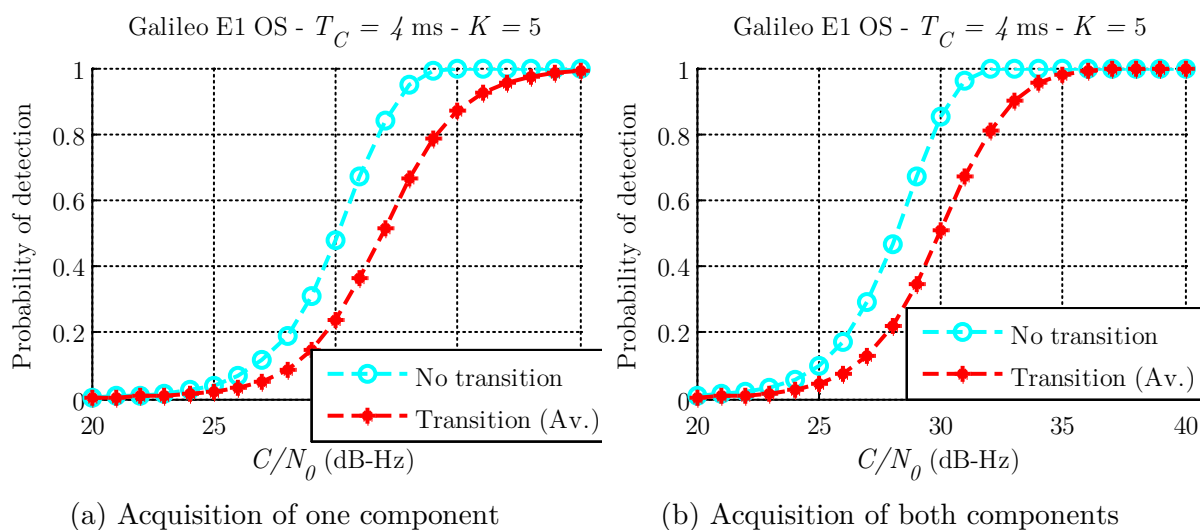 Galileo E1 OS - T_C = 4 ms - K = 5
Probability of detection
1
0.8
0.6
0.4
0.2
0
20
25
No transition
Transition (Av.)
C/N_0 (dB-Hz)
(a) Acquisition of one component
Galileo E1 OS - T_C = 4 ms - K = 5
Probability of detection
1
0.8
0.6
0.4
0.2
0
20
25
30
35
40
No transition
Transition (Av.)
C/N_0 (dB-Hz)
(b) Acquisition of both components